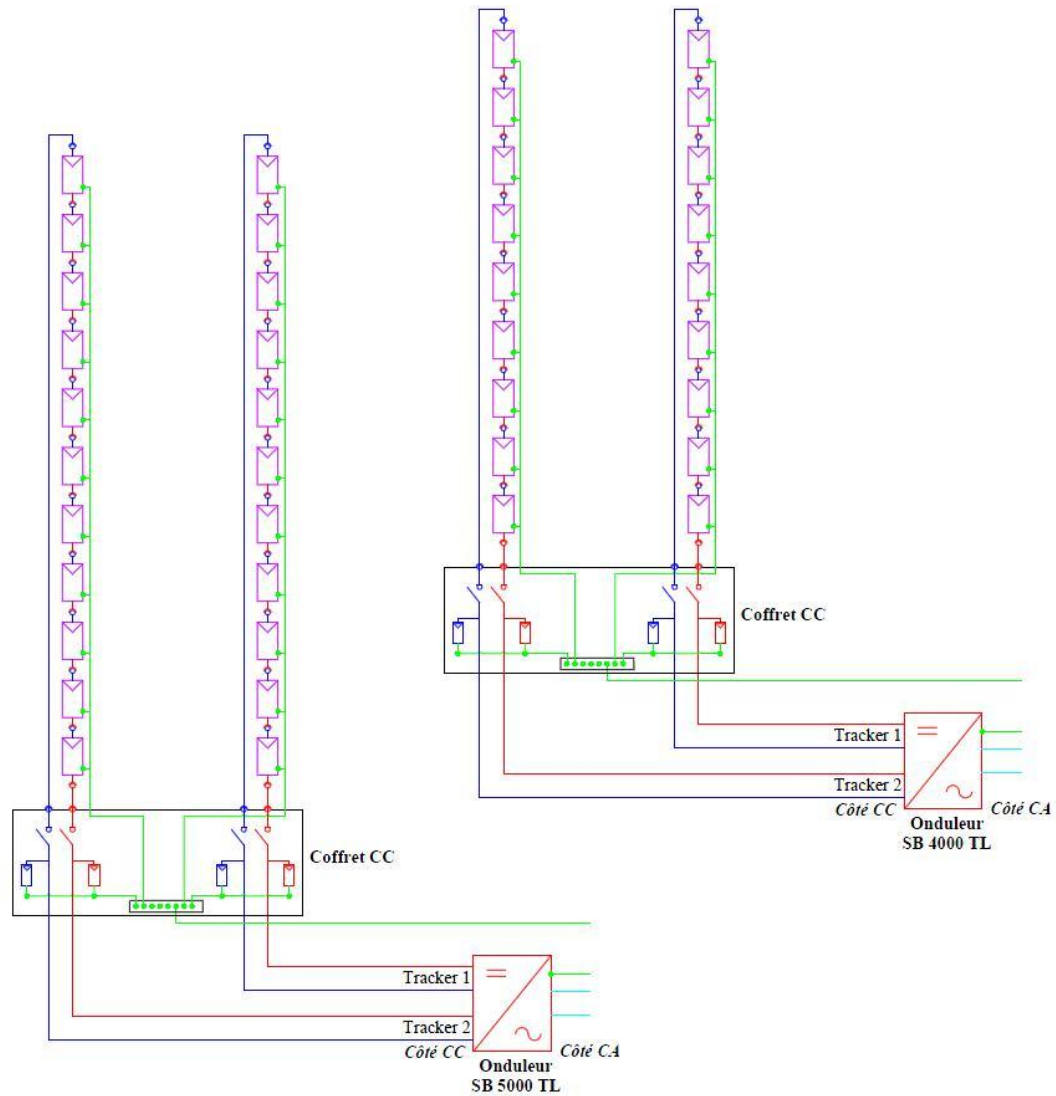 Coffret CC
Tracker 1
Tracker 2
Côté CC
Côté CA
Onduleur
SB 4000 TL
Coffret CC
Tracker 1
Tracker 2
Côté CC
Côté CA
Onduleur
SB 5000 TL